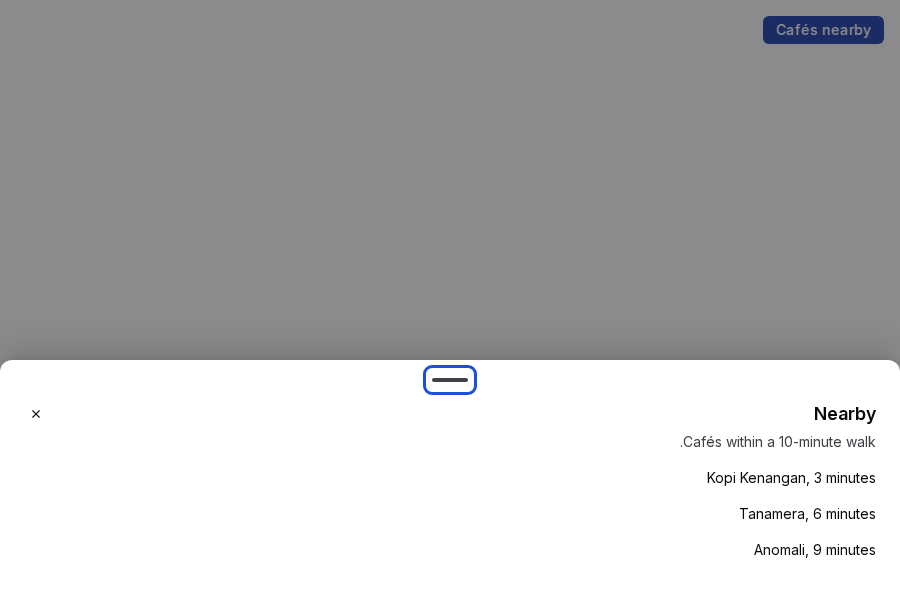 Cafés nearby
Nearby
×
.Cafés within a 10-minute walk
Kopi Kenangan, 3 minutes
Tanamera, 6 minutes
Anomali, 9 minutes